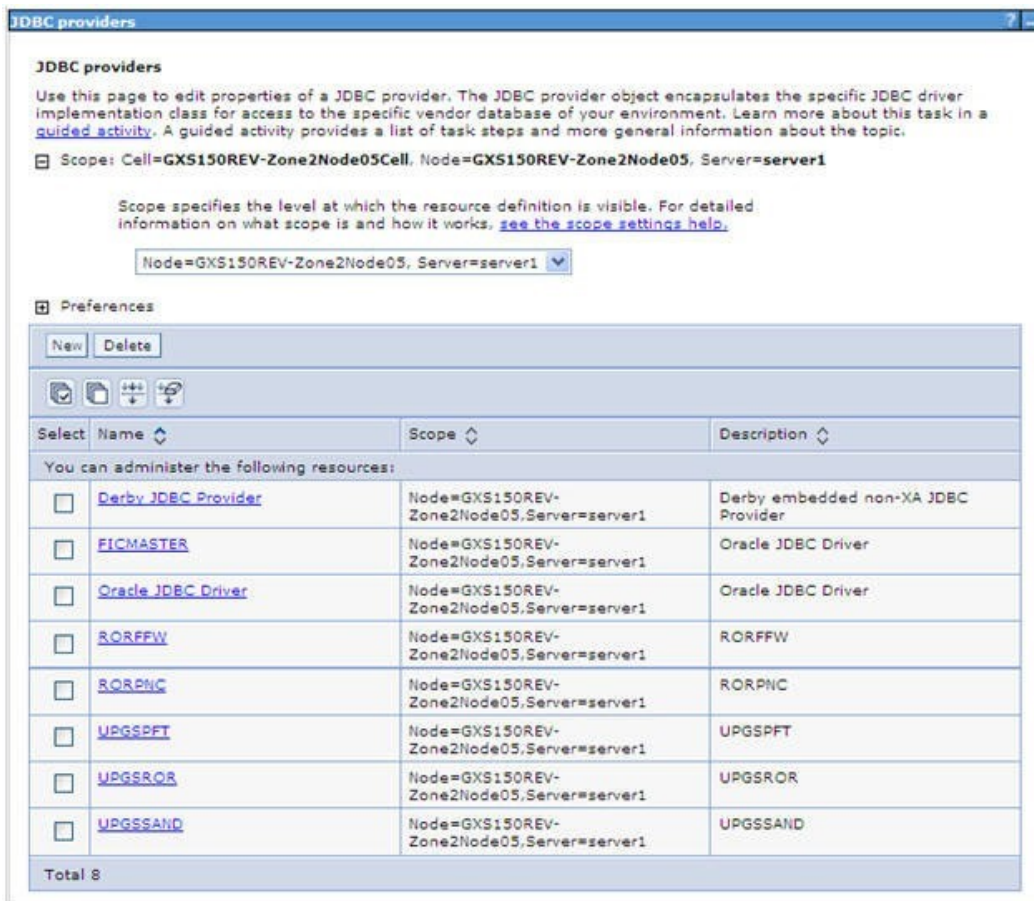 JDBC providers
?
JDBC providers
Use this page to edit properties of a JDBC provider. The JDBC provider object encapsulates the specific JDBC driver
implementation class for access to the specific vendor database of your environment. Learn more about this task in a
guided activity. A guided activity provides a list of task steps and more general information about the topic.
Scope: Cell=GXS150REV-Zone2Node05Cell, Node=GXS150REV-Zone2Node05, Server=server1
Scope specifies the level at which the resource definition is visible. For detailed
information on what scope is and how it works, see the scope settings help.
Node=GXS150REV-Zone2Node05, Server=server1
Preferences
New Delete
Select Name Scope Description
You can administer the following resources:
Derby JDBC Provider Node=GXS150REV- Derby embedded non-XA JDBC
Zone2Node05,Server=server1 Provider
FICMASTER Node=GXS150REV- Oracle JDBC Driver
Zone2Node05,Server=server1
Oracle JDBC Driver Node=GXS150REV- Oracle JDBC Driver
Zone2Node05,Server=server1
RORFFW Node=GXS150REV- RORFFW
Zone2Node05,Server=server1
RORPNC Node=GXS150REV- RORPNC
Zone2Node05,Server=server1
UPGSPFT Node=GXS150REV- UPGSPFT
Zone2Node05,Server=server1
UPGSROR Node=GXS150REV- UPGSROR
Zone2Node05,Server=server1
UPGSSAND Node=GXS150REV- UPGSSAND
Zone2Node05,Server=server1
Total 8